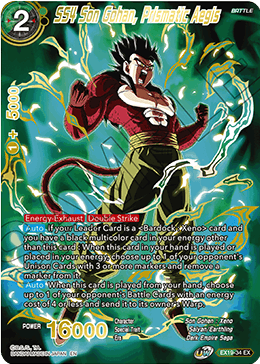 2
SS4 Son Gohan, Prismatic Aegis
BATTLE
1 + 5000
Energy-Exhaust Double Strike
Auto if your Leader Card is a <Bardock : Xeno> card and
you have a black multicolor card in your energy other
than this card : When this card in your hand is played or
placed in your energy, choose up to 1 of your opponent's
Unison Cards with 3 or more markers and remove a
marker from it.
Auto When this card is played from your hand, choose
up to 1 of your opponent's Battle Cards with an
energy cost of 4 or less and send it to its owner's Warp.
POWER
16000
Character
Special Trait
Era
Son Gohan : Xeno
Saiyan/Earthling
Dark Empire Saga
EX19-34 EX